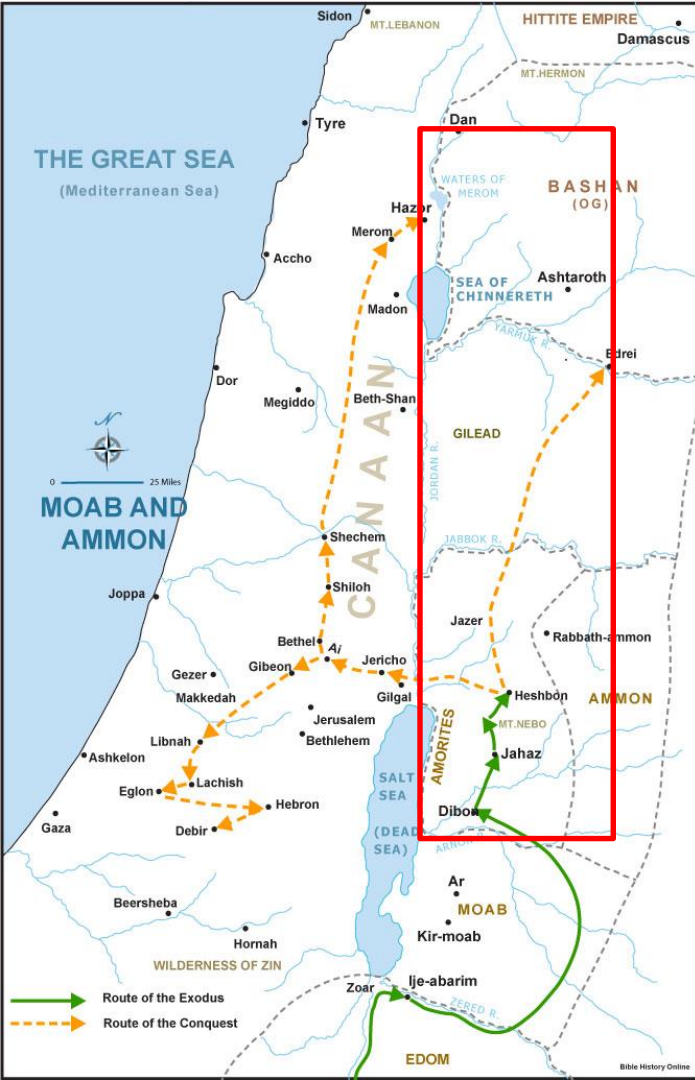 Sidon
MT.LEBANON
HITTITE EMPIRE
Damascus
MT.HERMON
Dan
Tyre
THE GREAT SEA
(Mediterranean Sea)
WATERS OF
MEROM
BASHAN
(OG)
Hazor
Merom
Accho
SEA OF
CHINNERETH
Ashtaroth
Madon
YARMUK R.
Edrei
Dor
Megiddo
Beth-Shan
CANAAN
GILEAD
N
0 25 Miles
MOAB AND
AMMON
JORDAN R.
Shechem
JABBOK R.
Shiloh
Joppa
Jazer
Bethel
Ai
Rabbath-ammon
Gibeon
Jericho
Gezer
Gilgal
Heshbon
AMMON
Makkedah
Jerusalem
MT.NEBO
AMORITES
Libnah
Bethlehem
Ashkelon
Jahaz
SALT
SEA
Lachish
Eglon
Hebron
Dibon
Gaza
Debir
(DEAD
SEA)
ARNON R.
Ar
MOAB
Beersheba
Kir-moab
Hornah
WILDERNESS OF ZIN
Zoar
Ije-abarim
ZERED R.
Route of the Exodus
Route of the Conquest
EDOM
Bible History Online